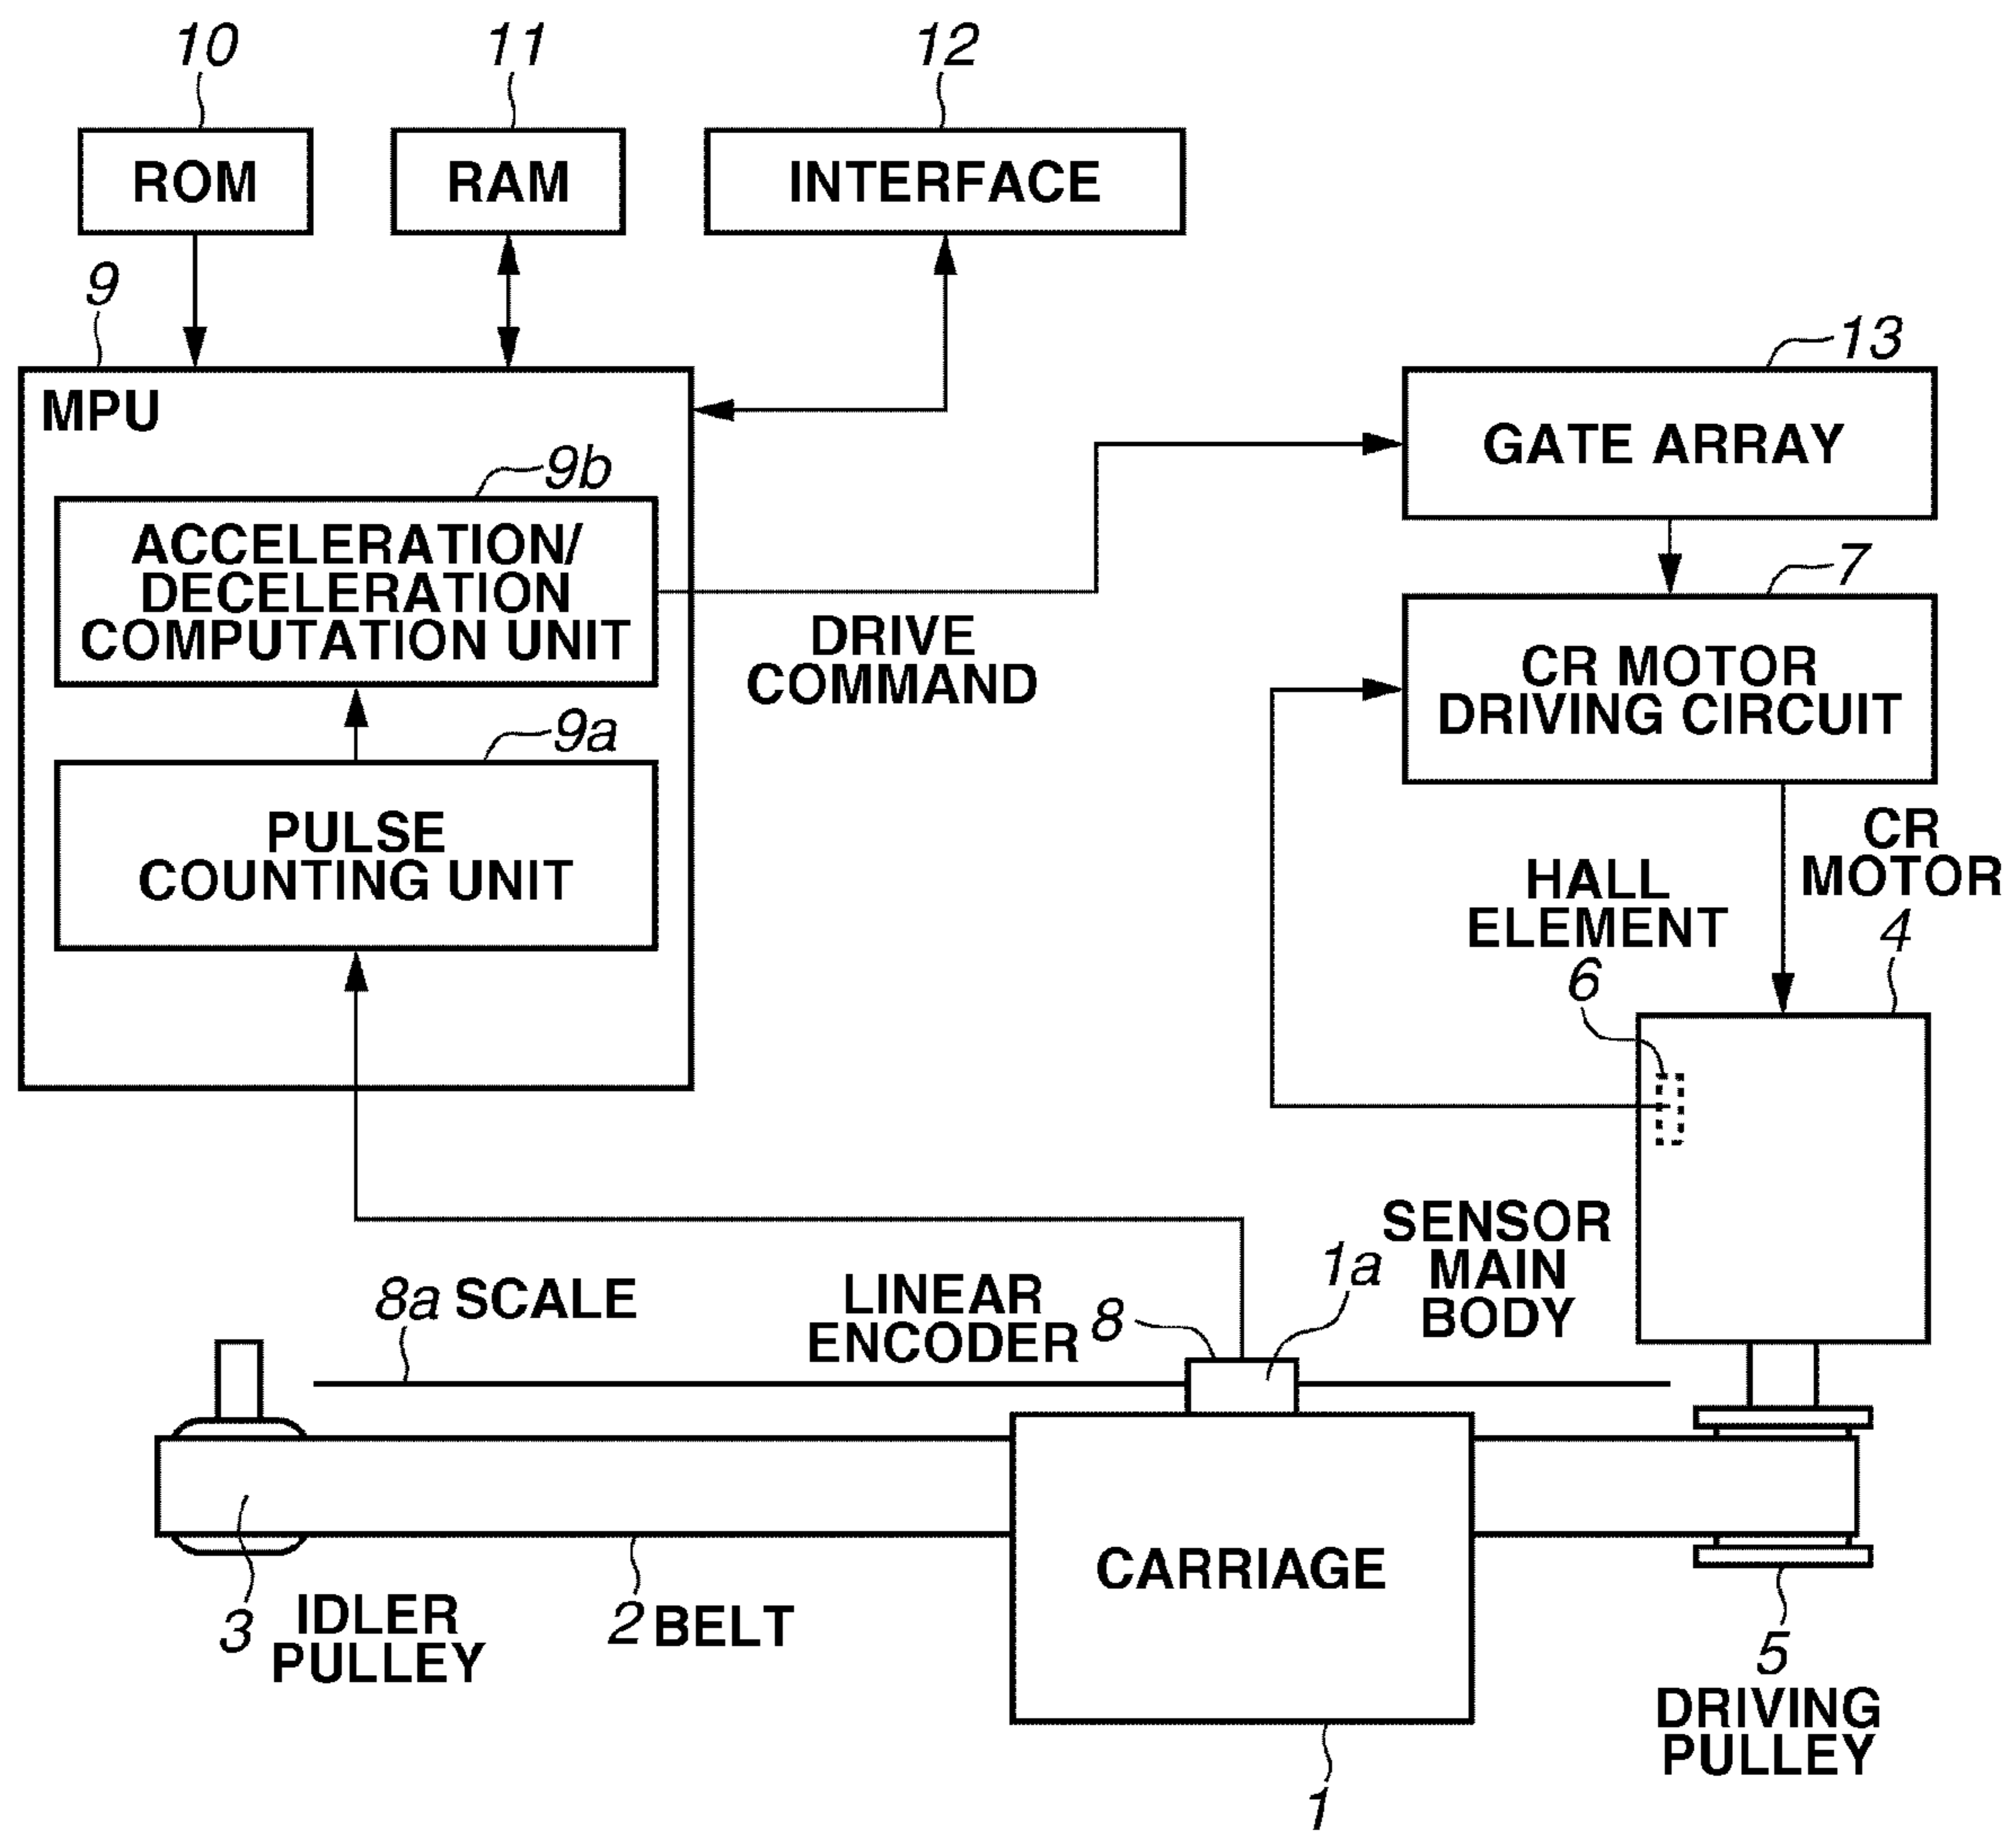 10
11
12
ROM
RAM
INTERFACE
9
13
MPU
GATE ARRAY
9b
ACCELERATION/
DECELERATION
COMPUTATION UNIT
DRIVE
COMMAND
7
CR MOTOR
DRIVING CIRCUIT
9a
PULSE
COUNTING UNIT
CR
MOTOR
4
HALL
ELEMENT
6
SENSOR
MAIN
BODY
1a
8a SCALE
LINEAR
ENCODER 8
CARRIAGE
3 IDLER
PULLEY
2 BELT
5
DRIVING
PULLEY
1